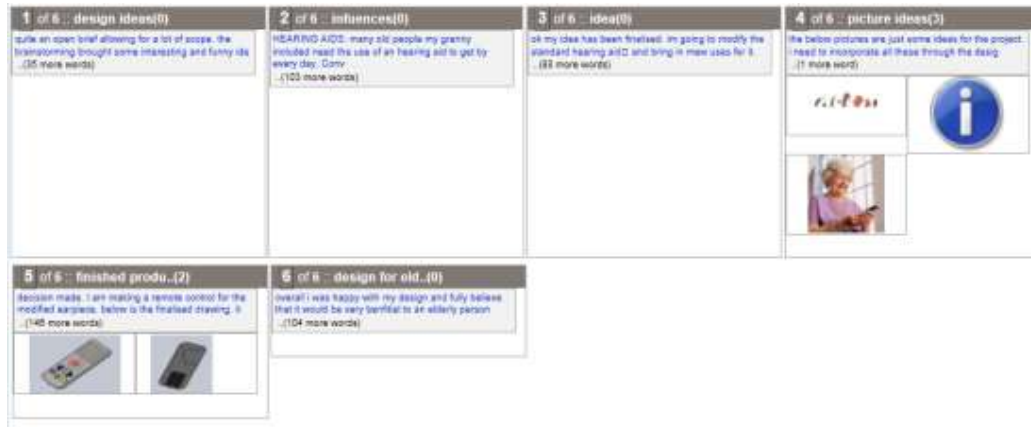 1 of 6 :: design ideas(0)
quite an open brief allowing for a lot of scope. the
brainstorming brought some interesting and funny ide
..(35 more words)
2 of 6 :: influences(0)
HEARING AIDS: many old people my granny
included need the use of an hearing aid to get by
every day. Conv
..(103 more words)
3 of 6 :: idea(0)
ok my idea has been finalised. im going to modify the
standard hearing aid and bring in mew uses for it.
..(88 more words)
4 of 6 :: picture ideas(3)
the below pictures are just some ideas for the project.
i need to incorporate all these through the desig
..(1 more word)
i
5 of 6 :: finished produ..(2)
decision made. I am making a remote control for the
modified earpiece. below is the finalised drawing. it
..(146 more words)
6 of 6 :: design for old..(0)
overall i was happy with my design and fully believe
that it would be very benfitial to an elderly person
..(104 more words)